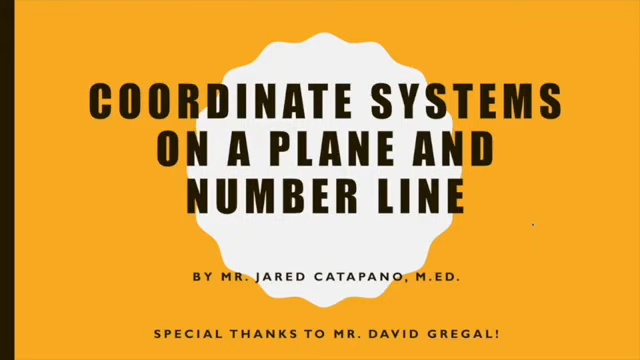 COORDINATE SYSTEMS
ON A PLANE AND
NUMBER LINE
BY MR. JARED CATAPANO, M.ED.
SPECIAL THANKS TO MR. DAVID GREGAL!